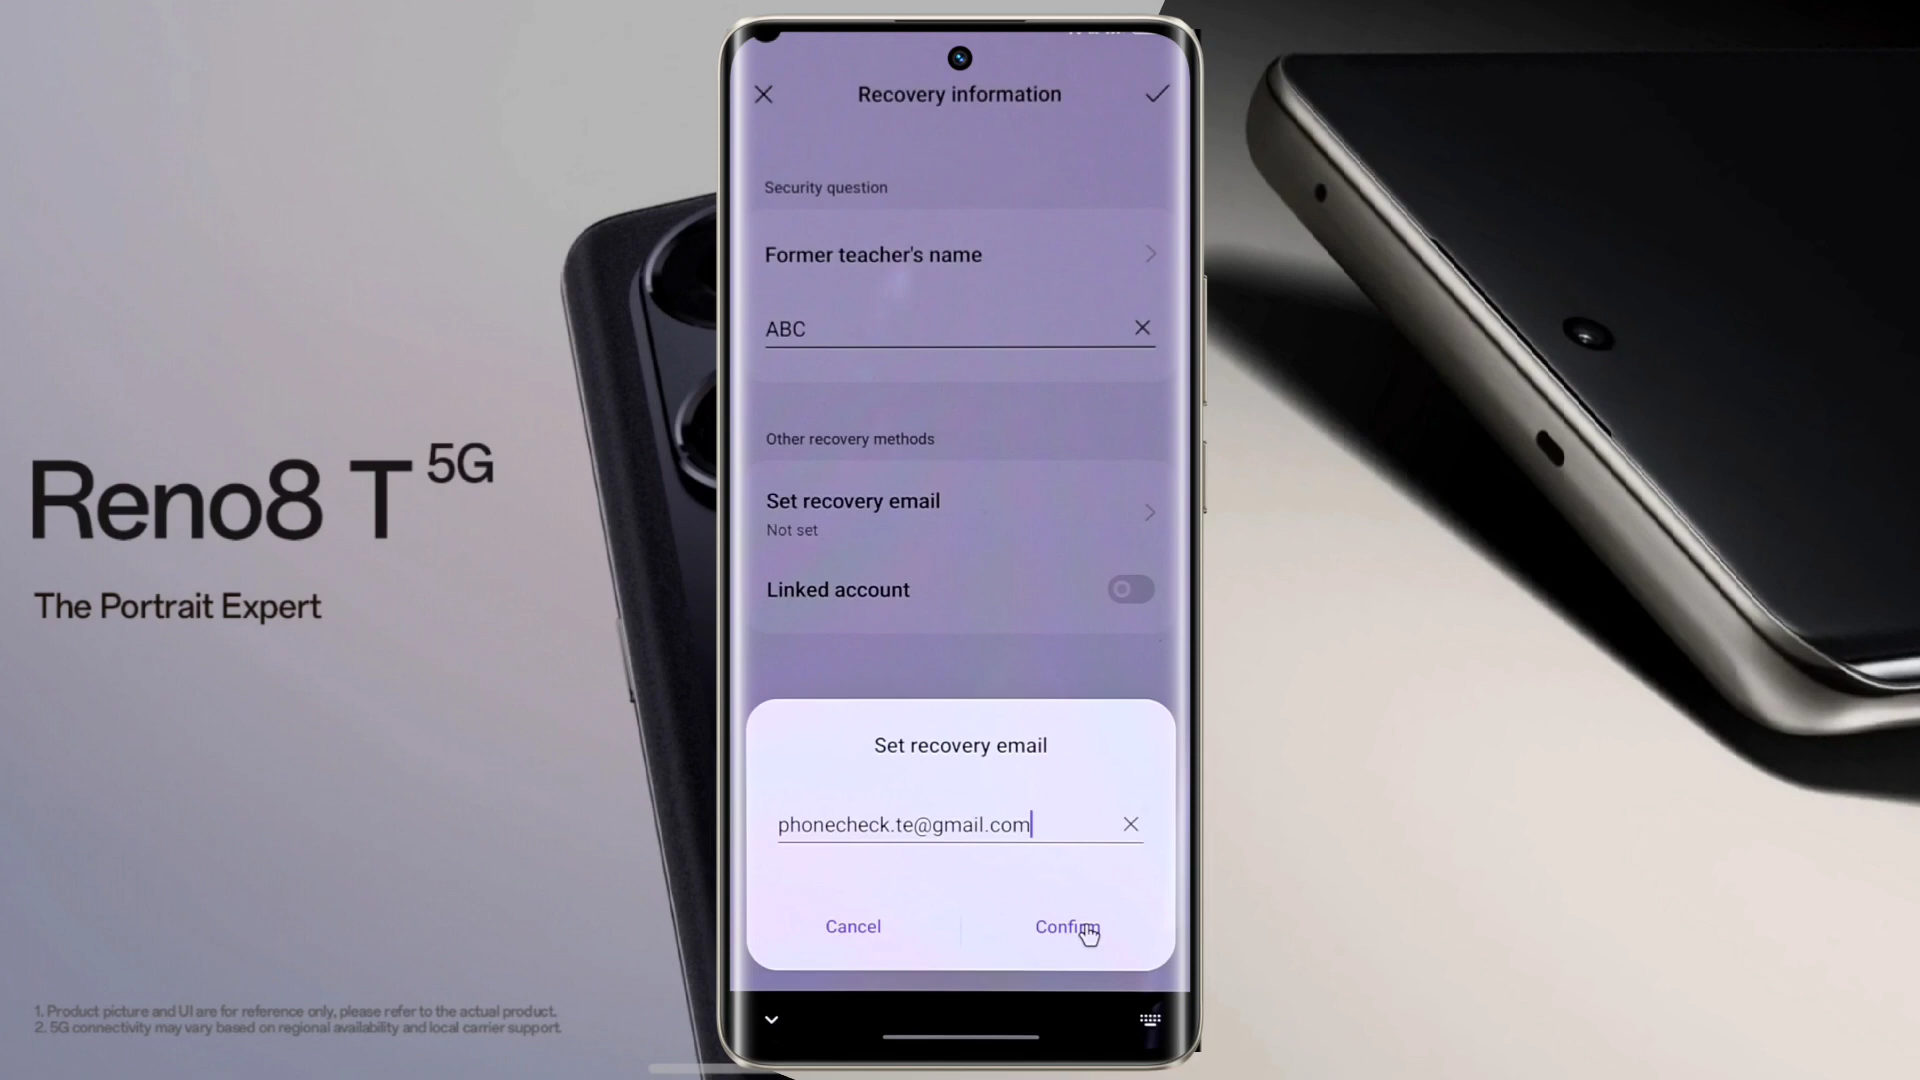 Recovery information
Security question
Former teacher's name
ABC
Other recovery methods
Set recovery email
Not set
Linked account
Set recovery email
phonecheck.te@gmail.com
Cancel
Confirm
Reno8 T 5G
The Portrait Expert
1. Product picture and UI are for reference only, please refer to the actual product.
2. 5G connectivity may vary based on regional availability and local carrier support.